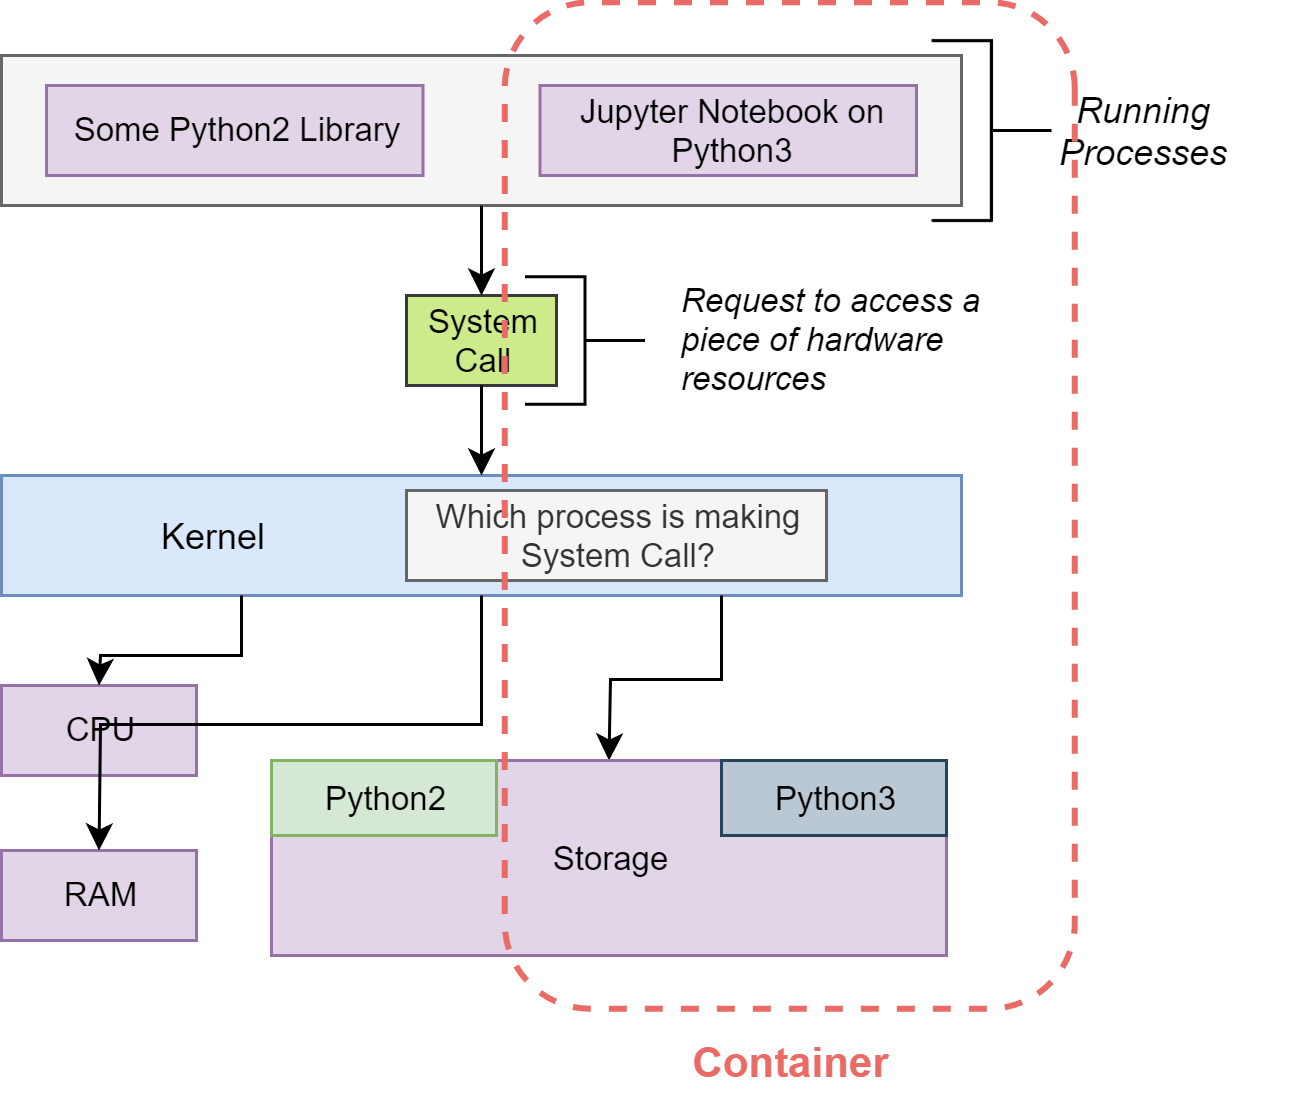 Some Python2 Library
Jupyter Notebook on
Python3
Running
Processes
System
Call
Request to access a
piece of hardware
resources
Kernel
Which process is making
System Call?
CPU
Python2
Python3
Storage
RAM
Container